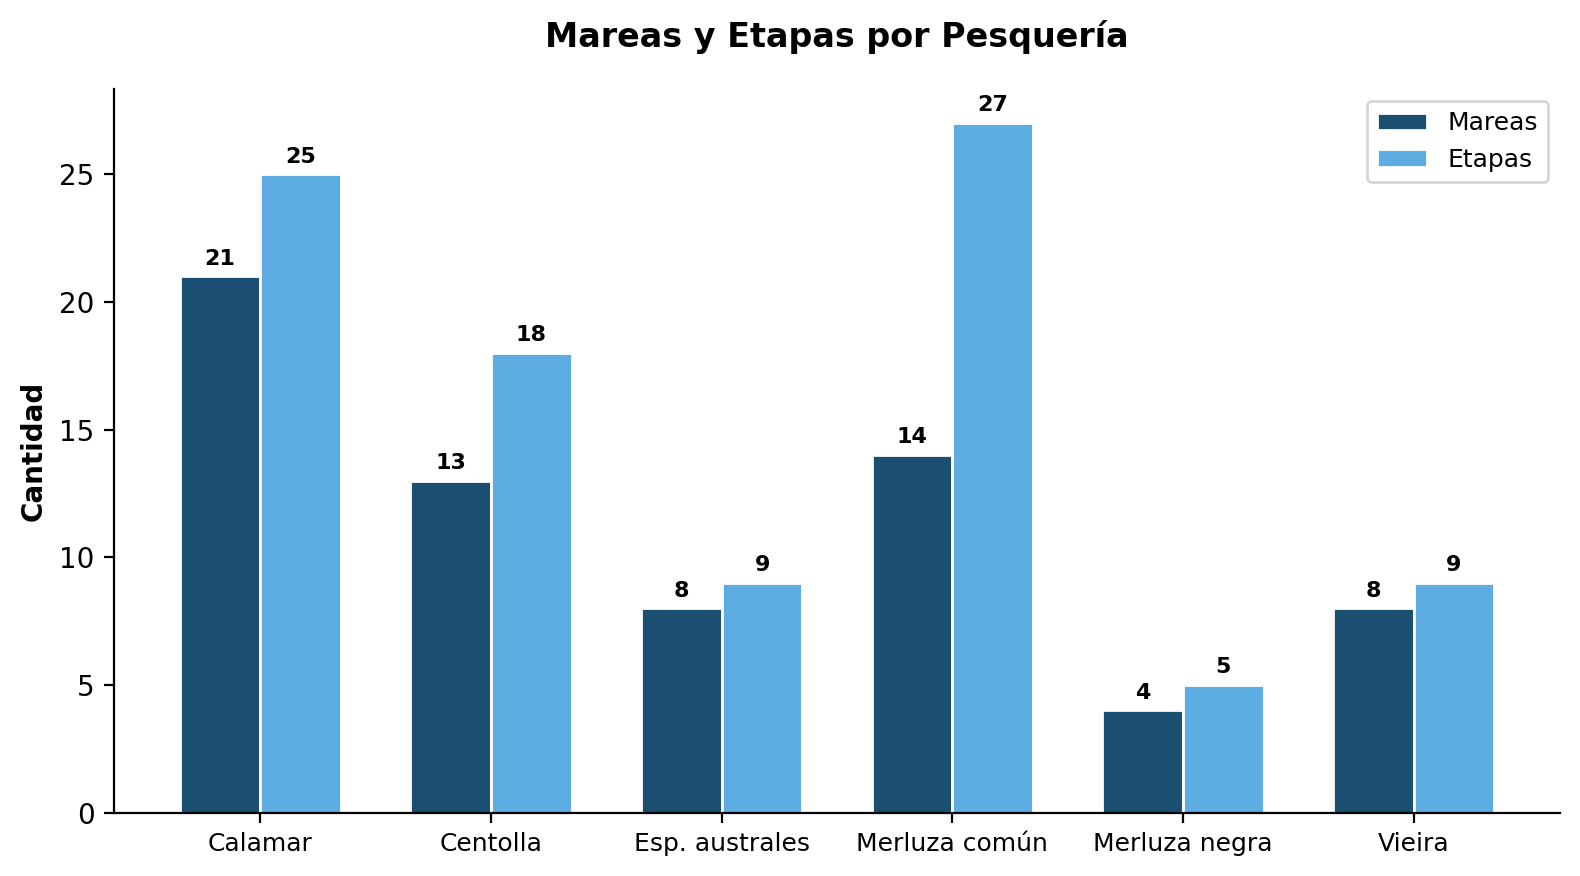 Mareas y Etapas por Pesquería
Mareas
Etapas
Cantidad
25
20
15
10
5
0
21
25
13
18
8
9
14
27
4
5
8
9
Calamar
Centolla
Esp. australes
Merluza común
Merluza negra
Vieira